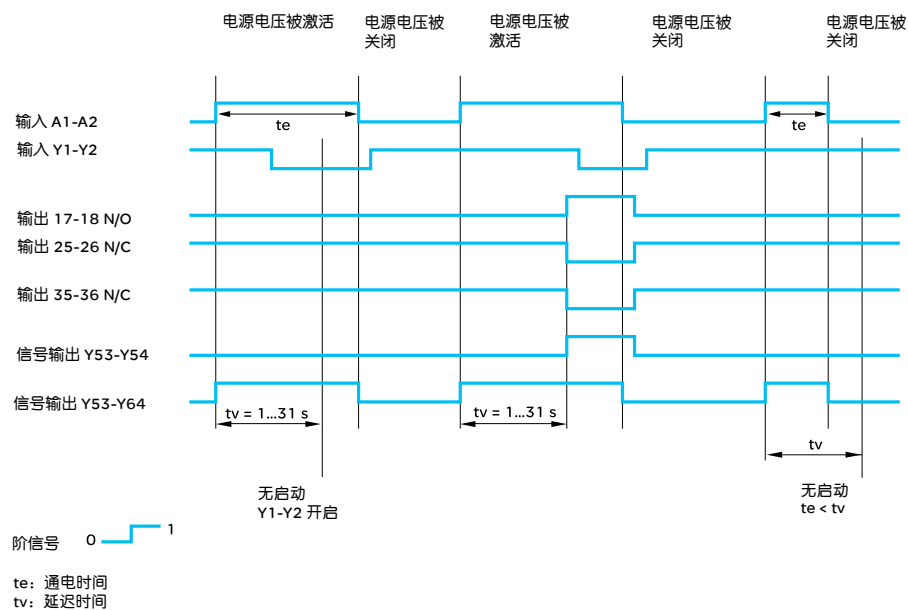 电源电压被激活
电源电压被
关闭
电源电压被
激活
电源电压被
关闭
电源电压被
关闭
输入 A1-A2
te
te
输入 Y1-Y2
输出 17-18 N/O
输出 25-26 N/C
输出 35-36 N/C
信号输出 Y53-Y54
信号输出 Y53-Y64
tv = 1...31 s
tv = 1...31 s
tv
无启动
Y1-Y2 开启
无启动
te < tv
阶信号 0 1
te：通电时间
tv：延迟时间